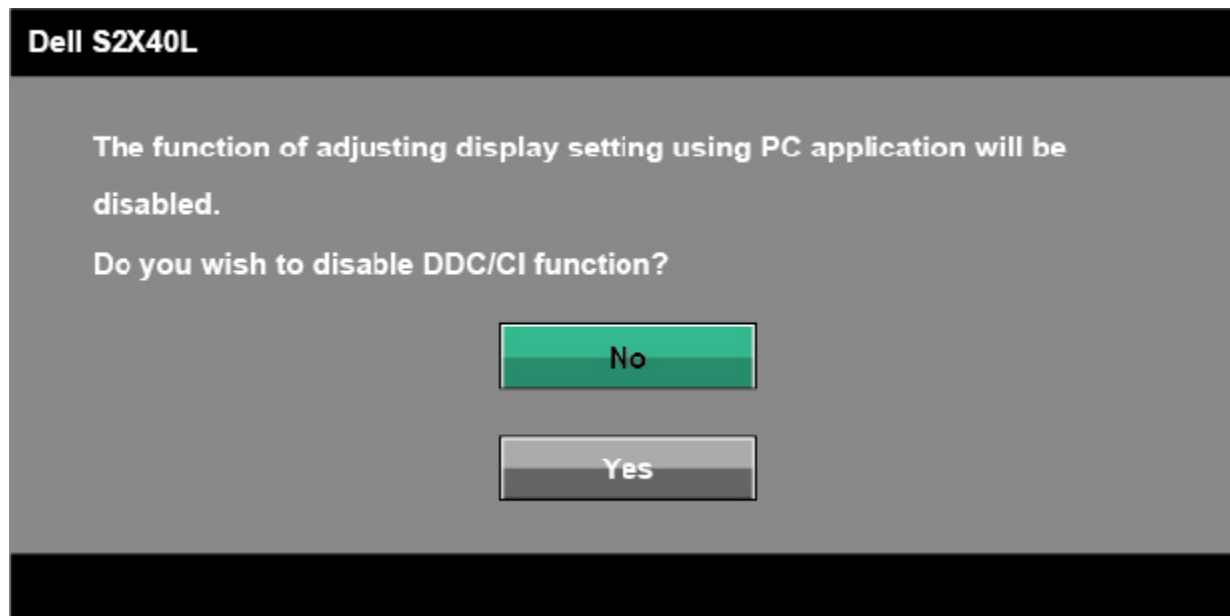 Dell S2X40L
The function of adjusting display setting using PC application will be
disabled.
Do you wish to disable DDC/CI function?
No
Yes